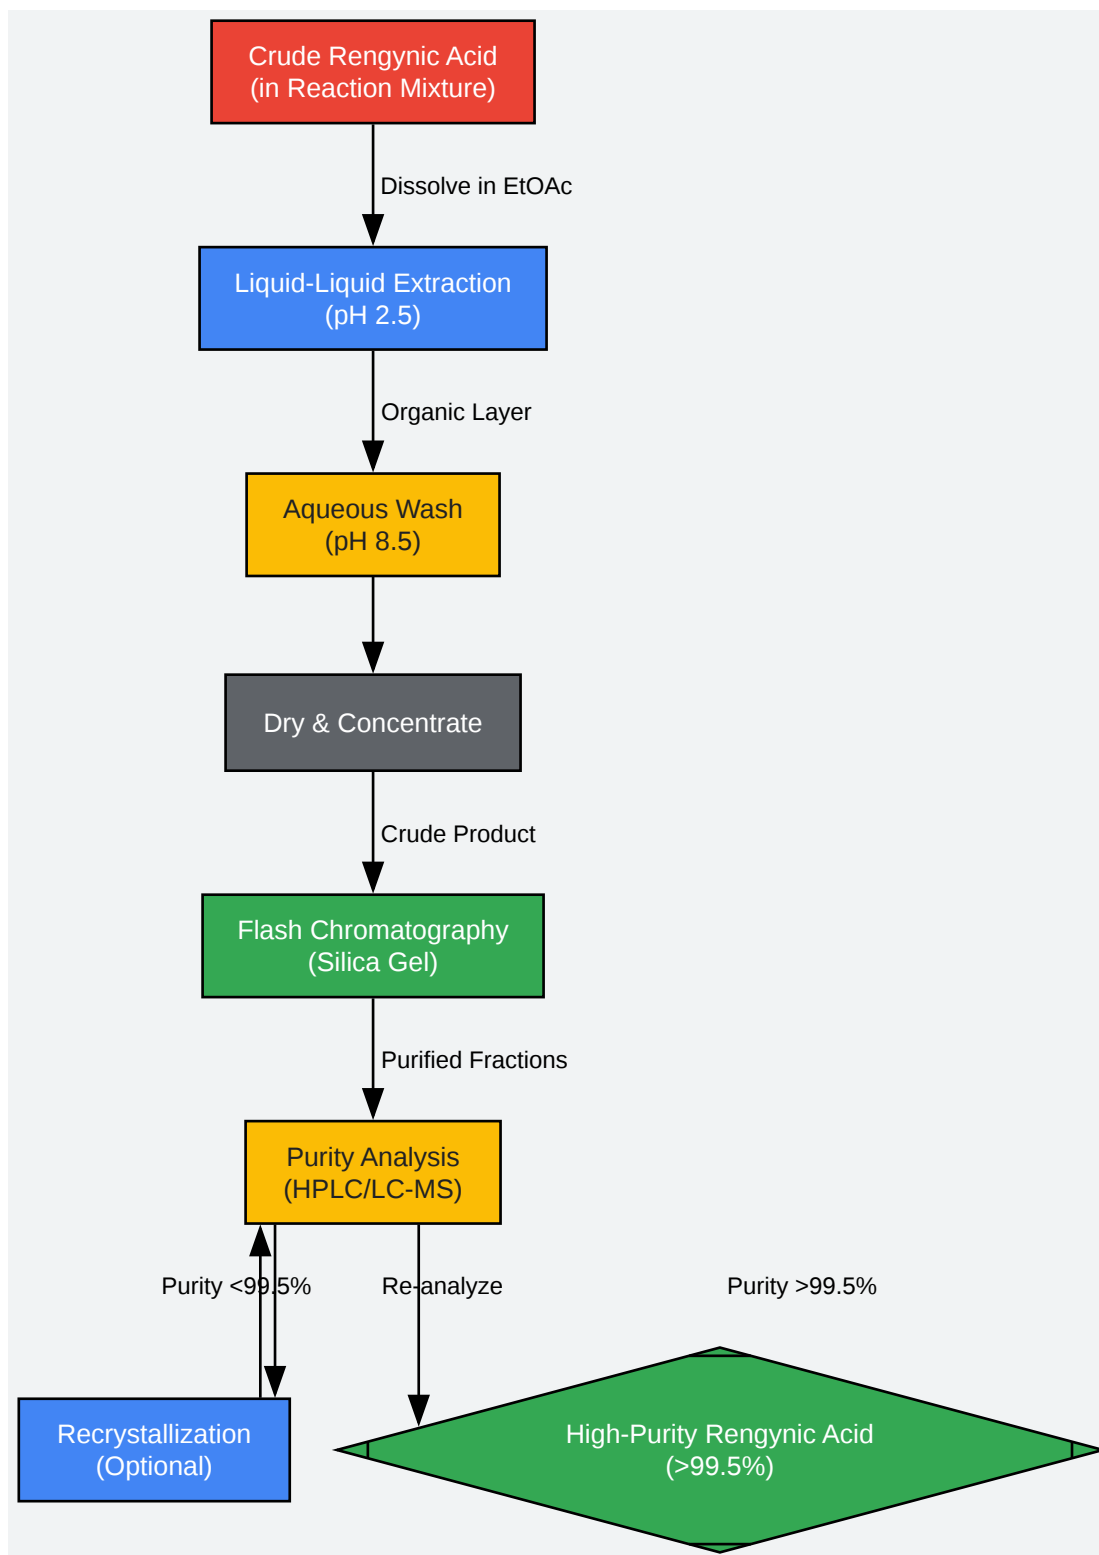 Crude Rengynic Acid
(in Reaction Mixture)
Dissolve in EtOAc
Liquid-Liquid Extraction
(pH 2.5)
Organic Layer
Aqueous Wash
(pH 8.5)
Dry & Concentrate
Crude Product
Flash Chromatography
(Silica Gel)
Purified Fractions
Purity Analysis
(HPLC/LC-MS)
Purity <99.5%
Re-analyze
Purity >99.5%
Recrystallization
(Optional)
High-Purity Rengynic Acid
(>99.5%)